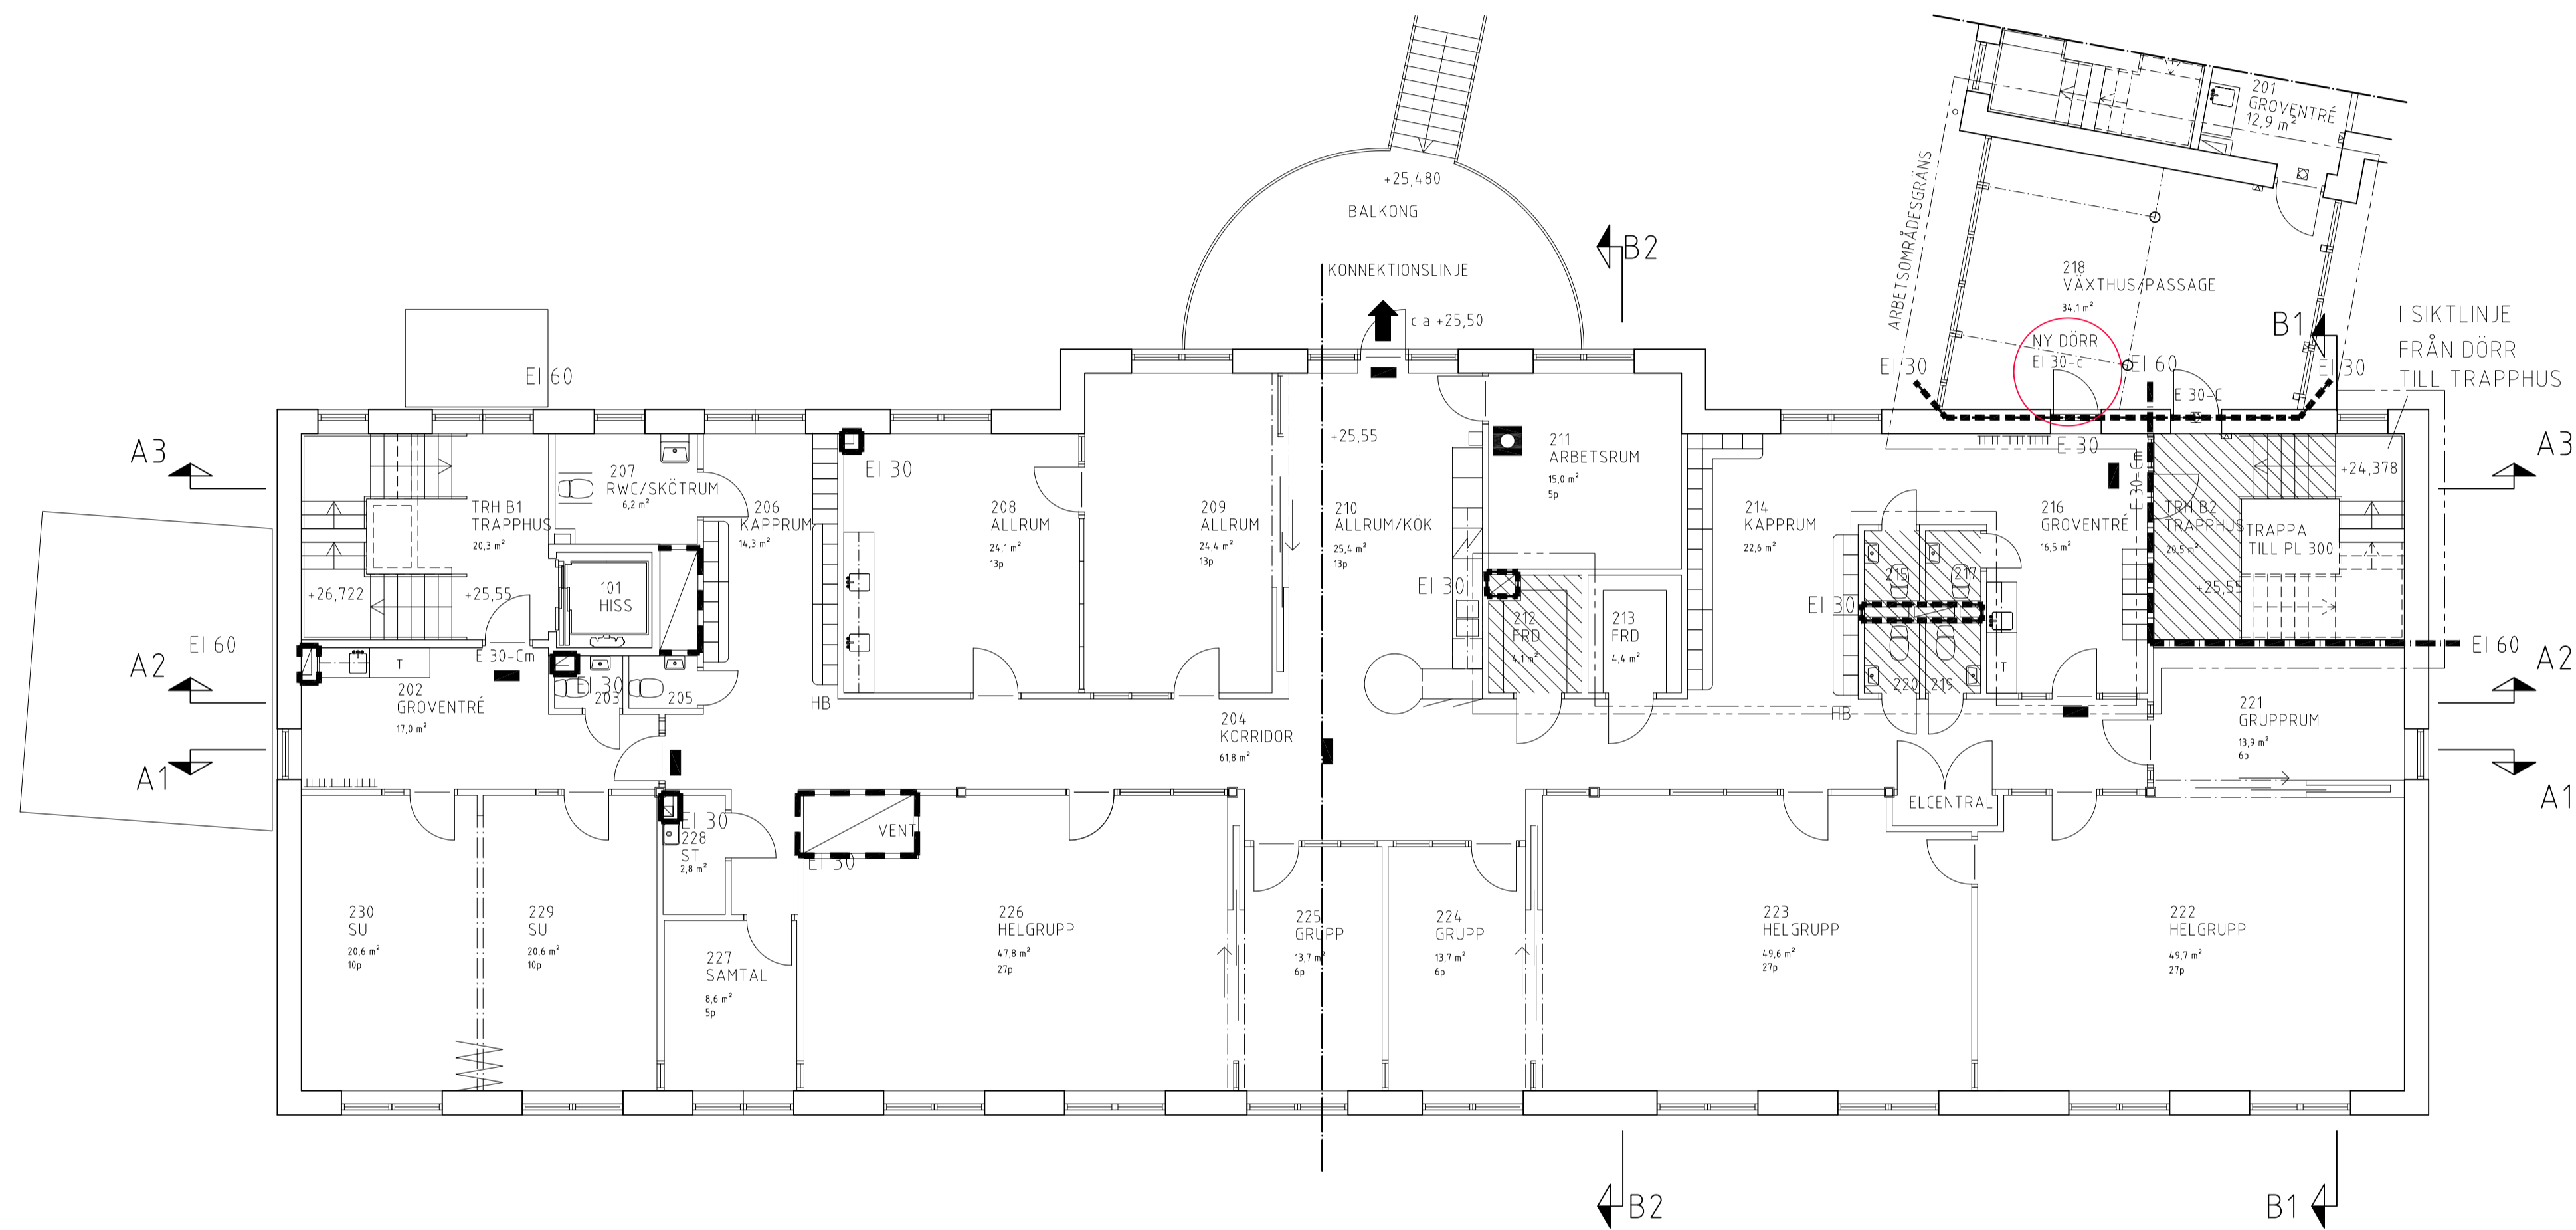 201
GROVENTRÉ
12,9 m²
+25,480
BALKONG
ARBETSOMRÅDESGRÄNS
B2
KONNEKTIONSLINJE
218
VÄXTHUS/PASSAGE
34,1 m²
c:a +25,50
B1
I SIKTLINJE
FRÅN DÖRR
TILL TRAPPHUS
NY DÖRR
EI 30-c
EI 60
EI 30
EI 60
EI 30
E 30-C
A3
+25,55
E 30
A3
EI 30
211
ARBETSRUM
15,0 m²
5p
+24,378
207
RWC/SKÖTRUM
6,2 m²
E 30-Cm
TRH B1
TRAPPHUS
20,3 m²
206
KAPPRUM
14,3 m²
208
ALLRUM
24,1 m²
13p
209
ALLRUM
24,4 m²
13p
210
ALLRUM/KÖK
25,4 m²
13p
214
KAPPRUM
22,6 m²
216
GROVENTRÉ
16,5 m²
TRH B2
TRAPPHUS
20,5 m²
TRAPPA
TILL PL 300
101
HISS
+26,722
+25,55
EI 30
215
217
+25,55
EI 30
212
FRD
4,1 m²
213
FRD
4,4 m²
EI 60
E 30-Cm
T
T
EI 60
A2
A2
EI 30
203
205
202
GROVENTRÉ
17,0 m²
HB
220
219
HB
204
KORRIDOR
61,8 m²
221
GRUPPRUM
13,9 m²
6p
A1
A1
ELCENTRAL
EI 30
228
ST
2,8 m²
VENT
EI 30
230
SU
20,6 m²
10p
229
SU
20,6 m²
10p
227
SAMTAL
8,6 m²
5p
226
HELGRUPP
47,8 m²
27p
225
GRUPP
13,7 m²
6p
224
GRUPP
13,7 m²
6p
223
HELGRUPP
49,6 m²
27p
222
HELGRUPP
49,7 m²
27p
B2
B1